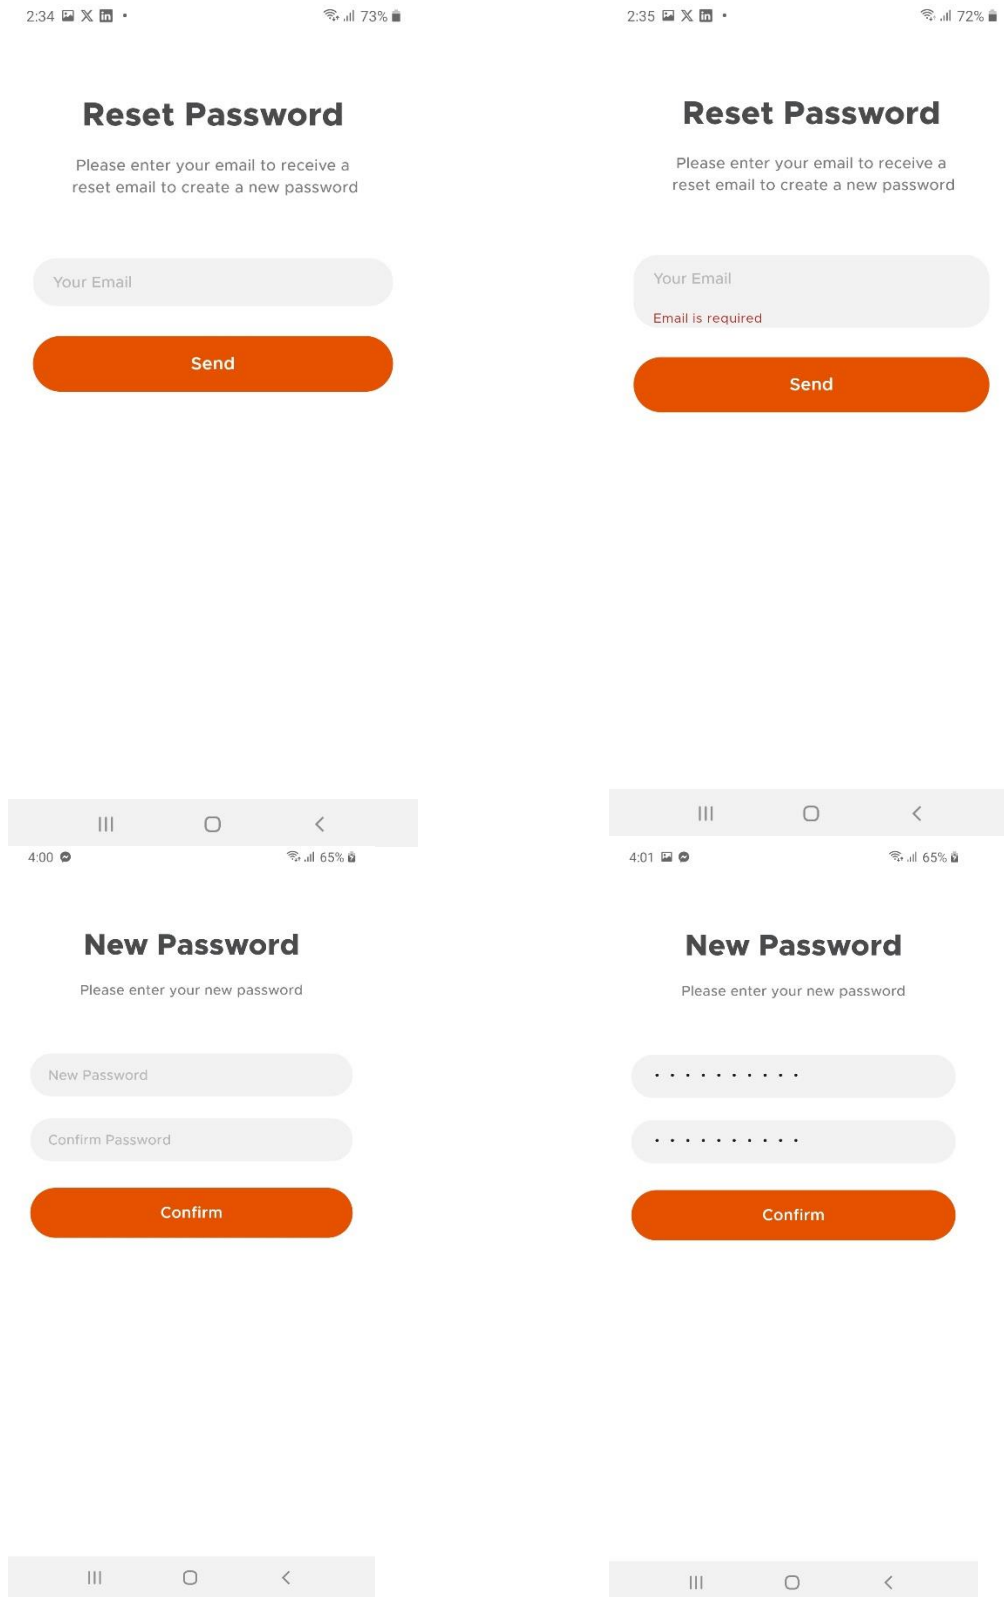 2:34
73%
Reset Password
Please enter your email to receive a
reset email to create a new password
Your Email
Send
2:35
72%
Reset Password
Please enter your email to receive a
reset email to create a new password
Your Email
Email is required
Send
4:00
65%
New Password
Please enter your new password
New Password
Confirm Password
Confirm
4:01
65%
New Password
Please enter your new password
Confirm